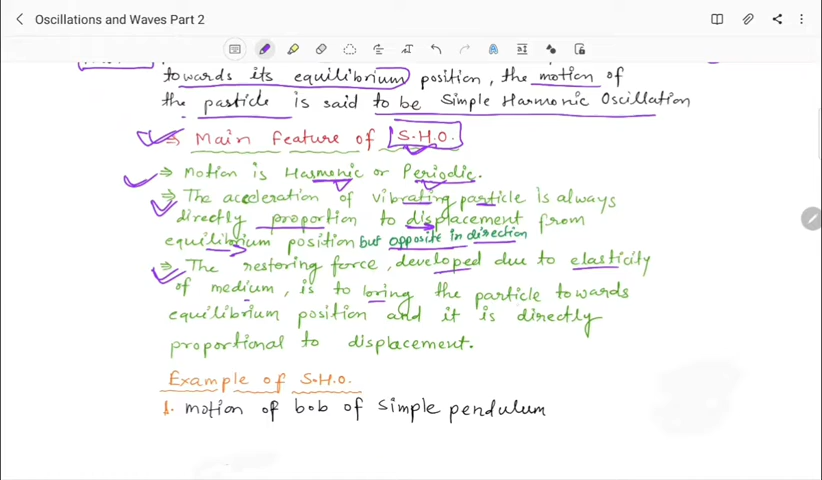 Oscillations and Waves Part 2
towards its equilibrium position, the motion of
the particle is said to be Simple Harmonic Oscillation
⇒ Main Feature of S.H.O.
⇒ Motion is Harmonic or Periodic.
⇒ The acceleration of vibrating particle is always
directly proportion to displacement from
equilibrium position but opposite in direction
⇒ The restoring force, developed due to elasticity
of medium, is to bring the particle towards
equilibrium position and it is directly
proportional to displacement.
Example of S.H.O.
1. motion of bob of simple pendulum